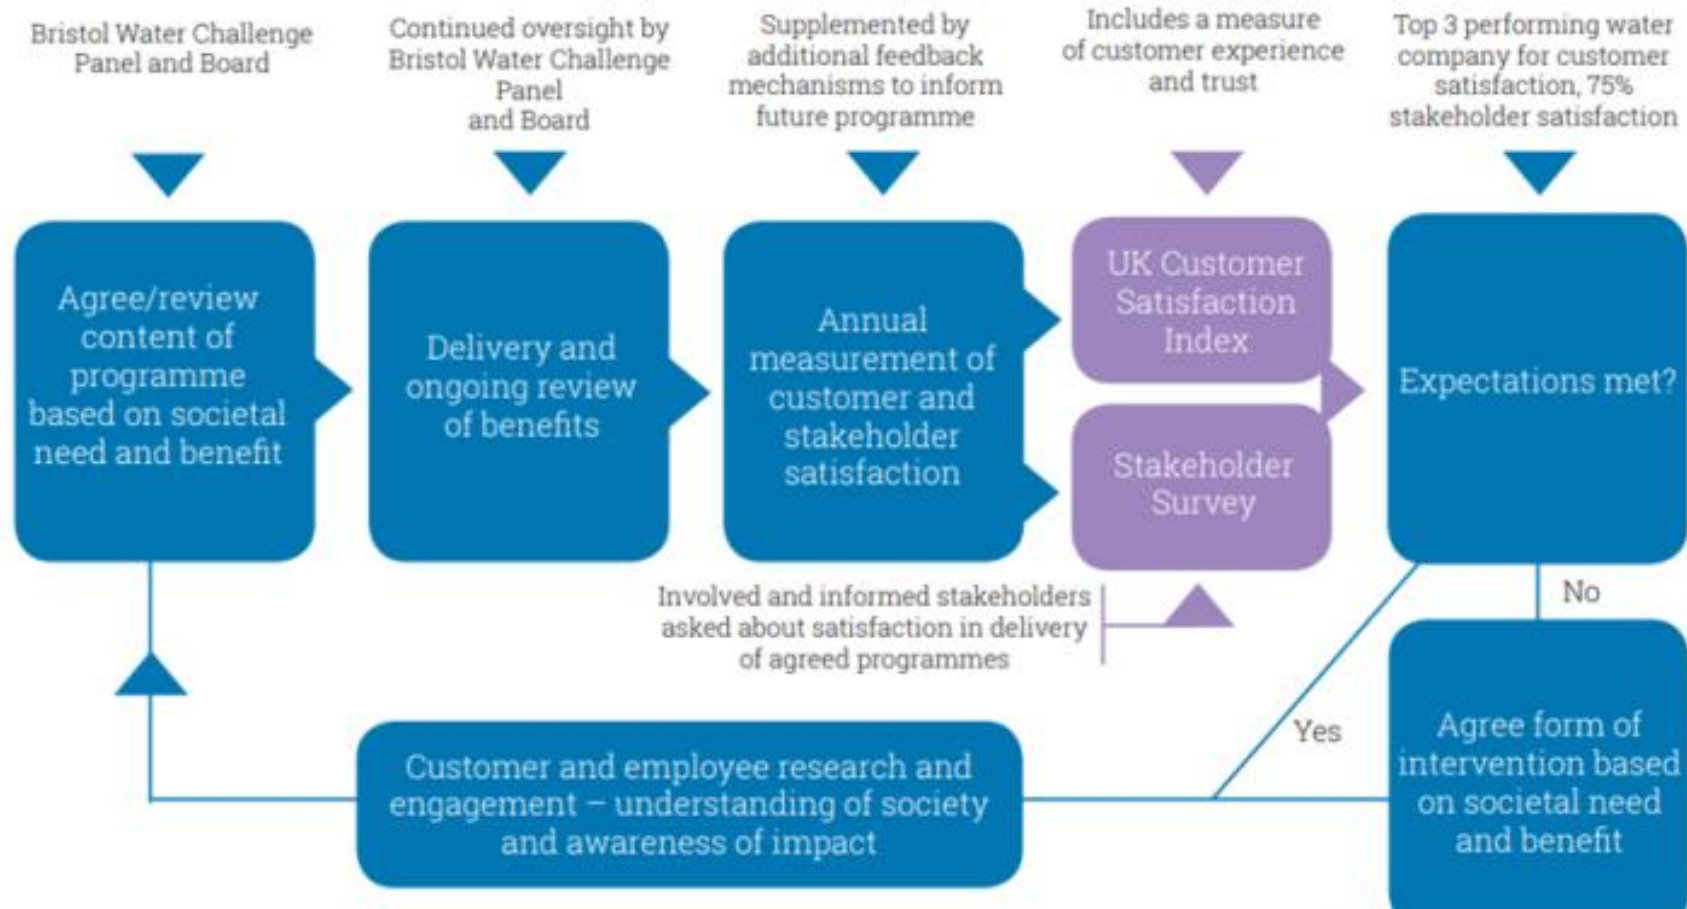 Bristol Water Challenge
Panel and Board
Continued oversight by
Bristol Water Challenge
Panel
and Board
Supplemented by
additional feedback
mechanisms to inform
future programme
Includes a measure
of customer experience
and trust
Top 3 performing water
company for customer
satisfaction, 75%
stakeholder satisfaction
Agree/review
content of
programme
based on societal
need and benefit
Delivery and
ongoing review
of benefits
Annual
measurement of
customer and
stakeholder
satisfaction
UK Customer
Satisfaction
Index
Stakeholder
Survey
Expectations met?
Involved and informed stakeholders
asked about satisfaction in delivery
of agreed programmes
No
Yes
Agree form of
intervention based
on societal need
and benefit
Customer and employee research and
engagement – understanding of society
and awareness of impact